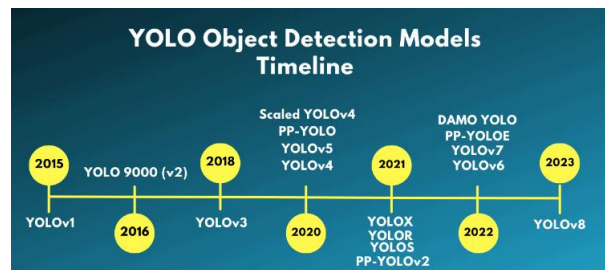 YOLO Object Detection Models
Timeline
2015
YOLOv1
YOLO 9000 (v2)
2016
2018
YOLOv3
Scaled YOLOv4
PP-YOLO
YOLOv5
YOLOv4
2020
2021
YOLOX
YOLOR
YOLOS
PP-YOLOv2
DAMO YOLO
PP-YOLOE
YOLOv7
YOLOv6
2022
2023
YOLOv8